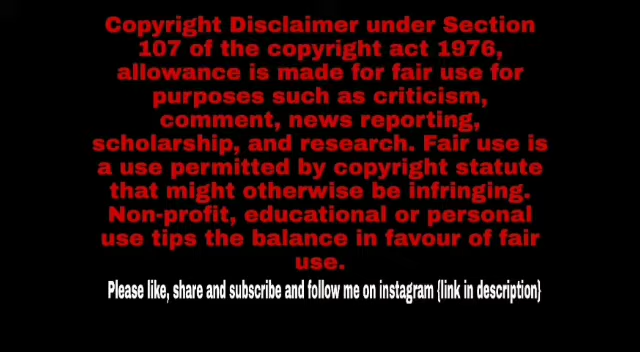 Copyright Disclaimer under Section
107 of the copyright act 1976,
allowance is made for fair use for
purposes such as criticism,
comment, news reporting,
scholarship, and research. Fair use is
a use permitted by copyright statute
that might otherwise be infringing.
Non-profit, educational or personal
use tips the balance in favour of fair
use.
Please like, share and subscribe and follow me on instagram {link in description}